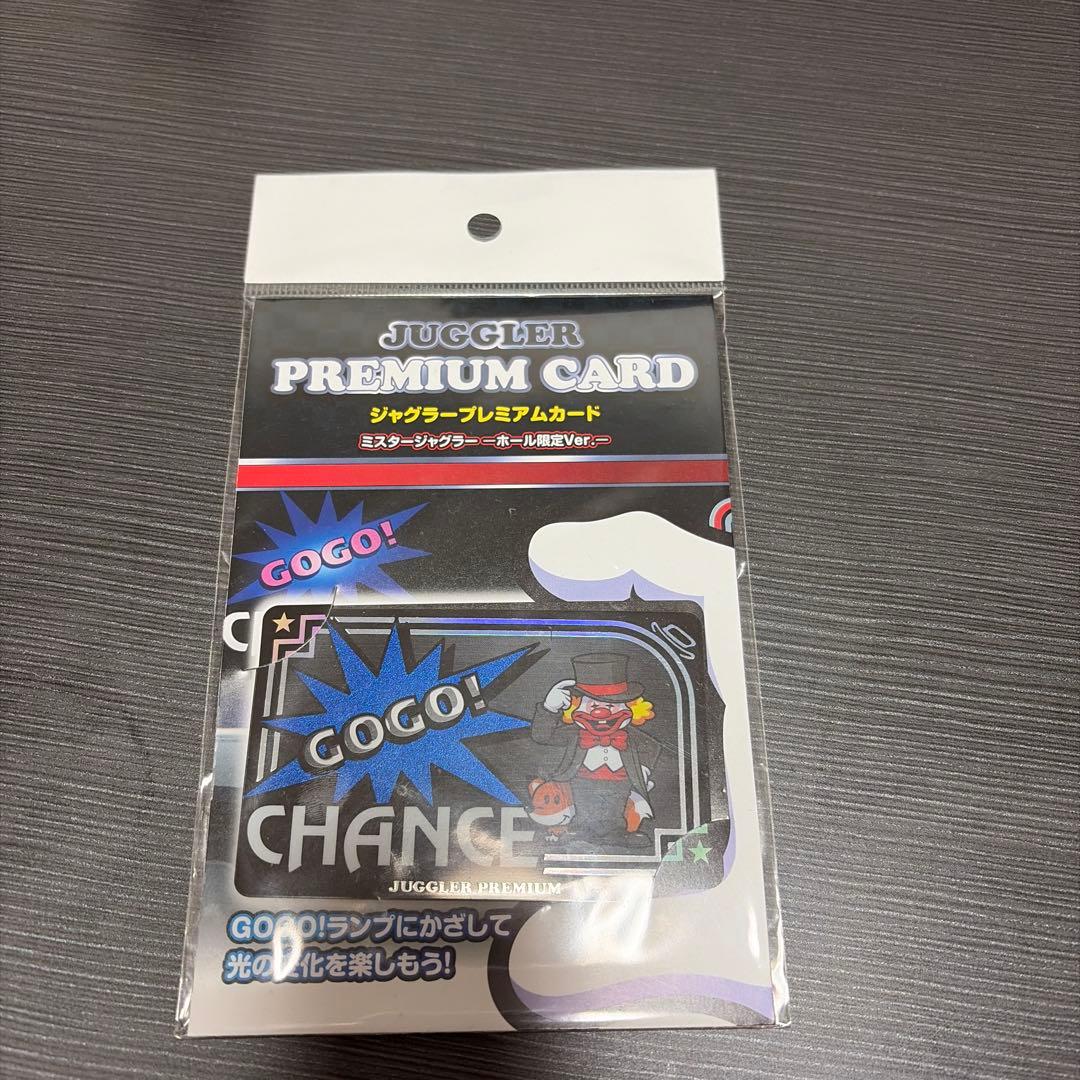 JUGGLER
PREMIUM CARD
ジャグラープレミアムカード
ミスタージャグラー ーホール限定Ver.ー
GOGO!
C
GOGO!
CHANCE
JUGGLER PREMIUM
GOGO!ランプにかざして
光の変化を楽しもう!